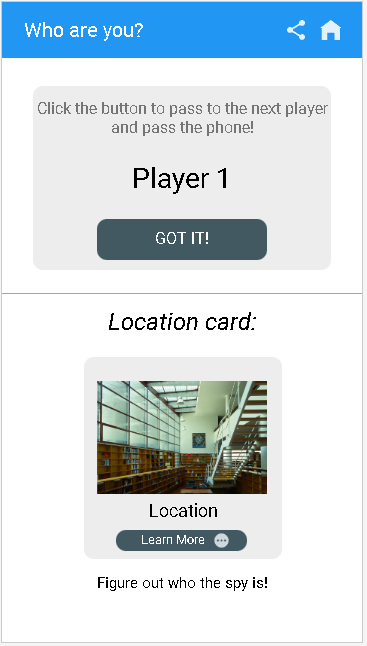 Who are you?
Click the button to pass to the next player
and pass the phone!
Player 1
GOT IT!
Location card:
Location
Learn More
Figure out who the spy is!